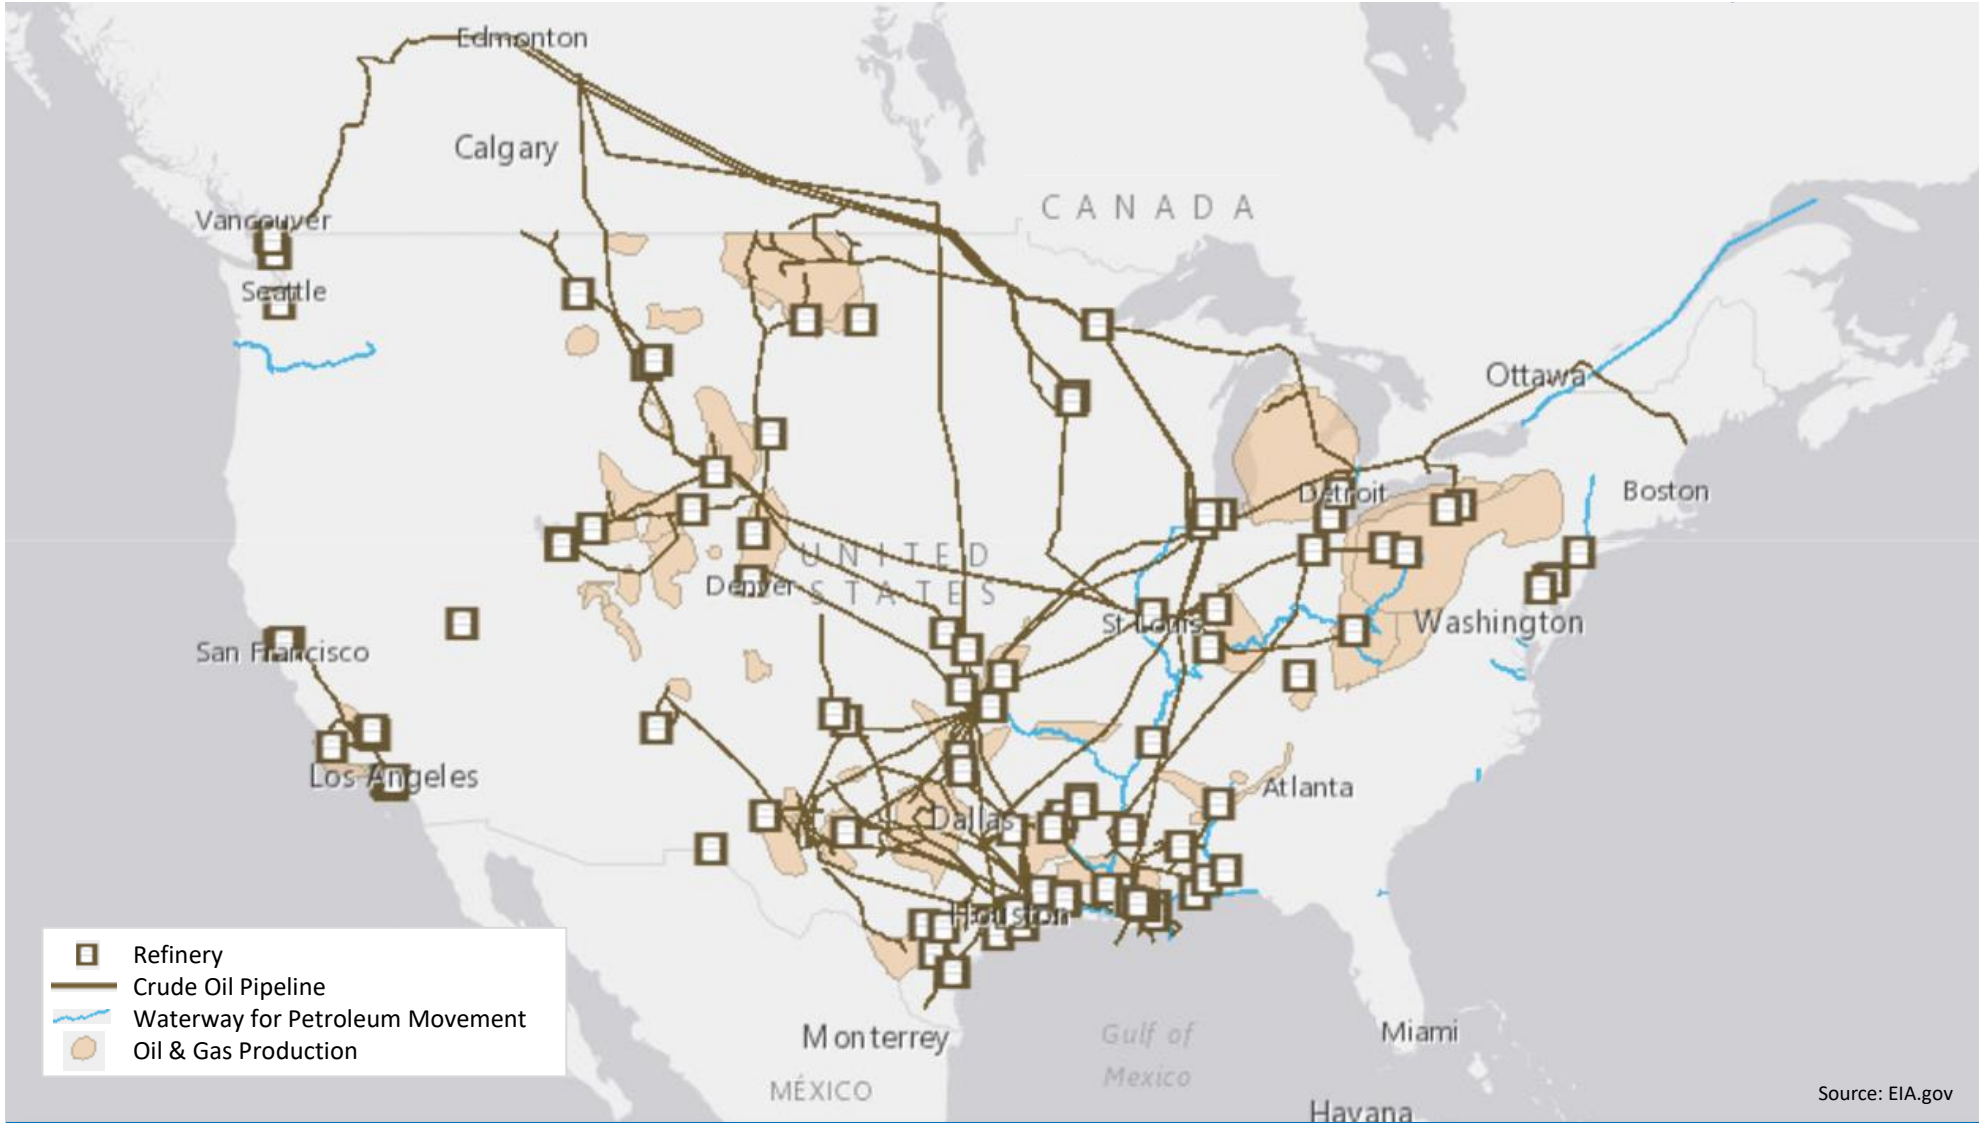 Edmonton
Calgary
CANADA
Vancouver
Seattle
Ottawa
Detroit
Boston
UNITED
STATES
Denver
St Louis
Washington
San Francisco
Los Angeles
Atlanta
Dallas
Houston
Refinery
Crude Oil Pipeline
Waterway for Petroleum Movement
Oil & Gas Production
Monterrey
Gulf of
Mexico
Miami
MÉXICO
Source: EIA.gov
Havana